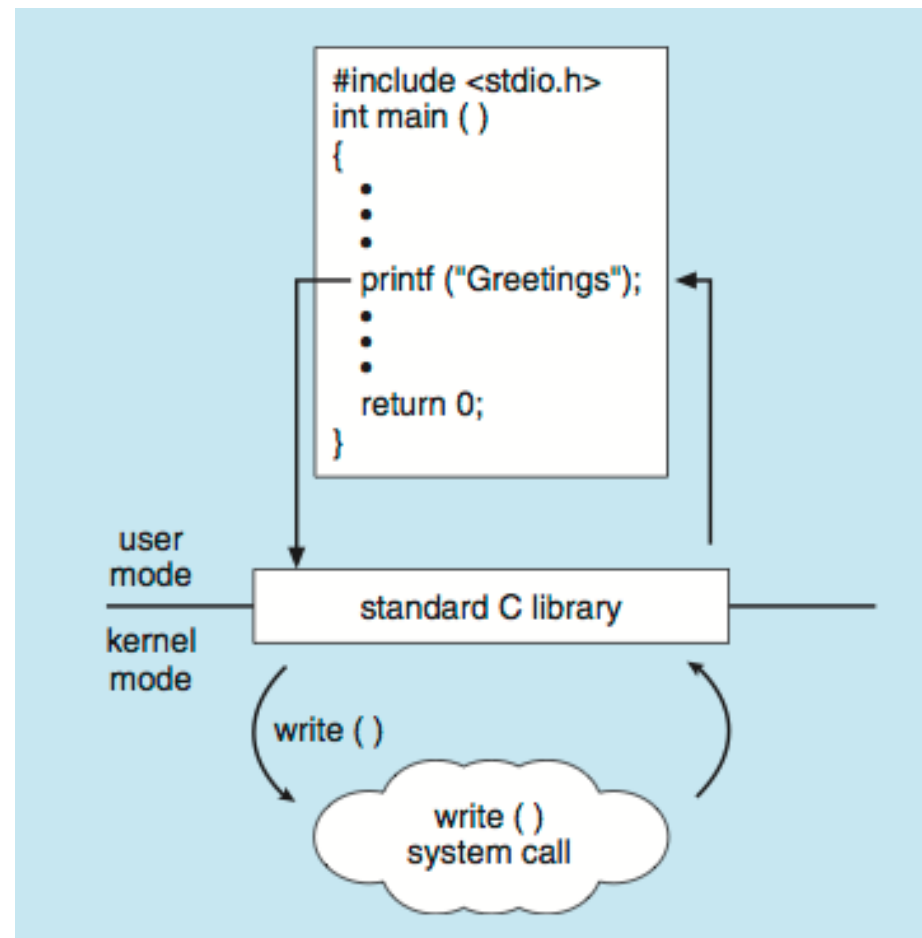 #include <stdio.h>
int main ( )
{
•
•
•
printf ("Greetings");
•
•
•
return 0;
}
user
mode
standard C library
kernel
mode
write ( )
write ( )
system call